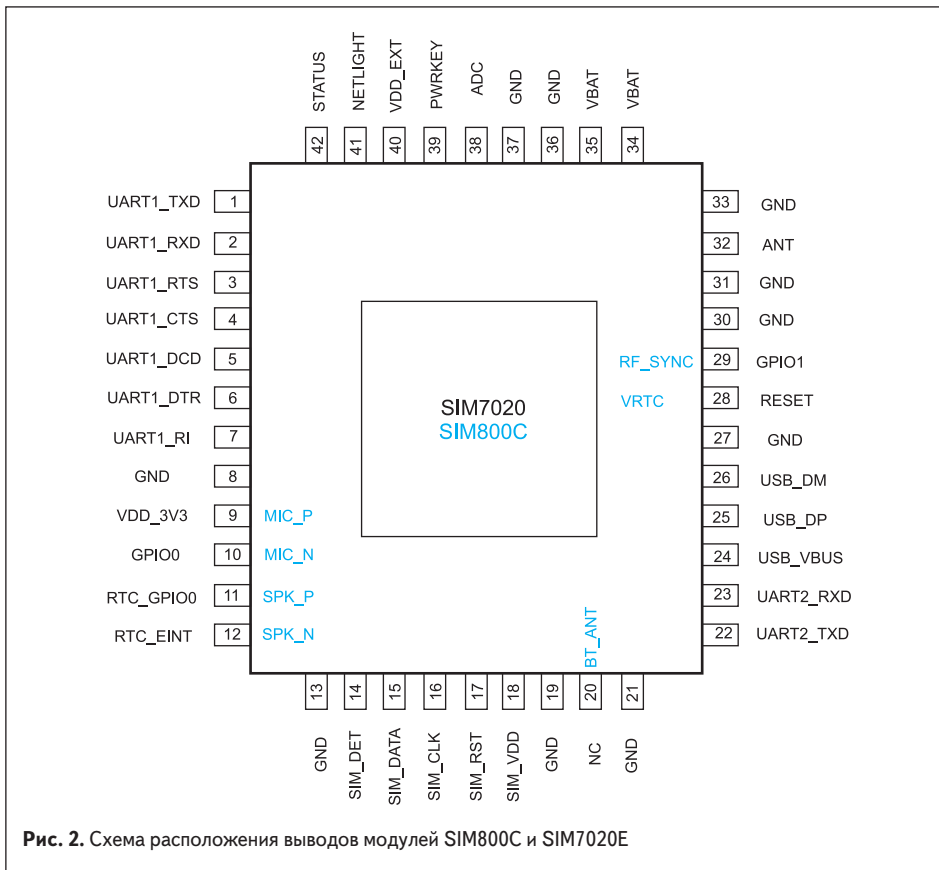 STATUS
NETLIGHT
VDD_EXT
PWRKEY
ADC
GND
GND
VBAT
VBAT
42
41
40
39
38
37
36
35
34
UART1_TXD 1
UART1_RXD 2
UART1_RTS 3
UART1_CTS 4
UART1_DCD 5
UART1_DTR 6
UART1_RI 7
GND 8
VDD_3V3 9 MIC_P
GPIO0 10 MIC_N
RTC_GPIO0 11 SPK_P
RTC_EINT 12 SPK_N
SIM7020
SIM800C
33 GND
32 ANT
31 GND
30 GND
RF_SYNC 29 GPIO1
VRTC 28 RESET
27 GND
26 USB_DM
25 USB_DP
24 USB_VBUS
23 UART2_RXD
22 UART2_TXD
BT_ANT
13
14
15
16
17
18
19
20
21
GND
SIM_DET
SIM_DATA
SIM_CLK
SIM_RST
SIM_VDD
GND
NC
GND
Рис. 2. Схема расположения выводов модулей SIM800C и SIM7020E